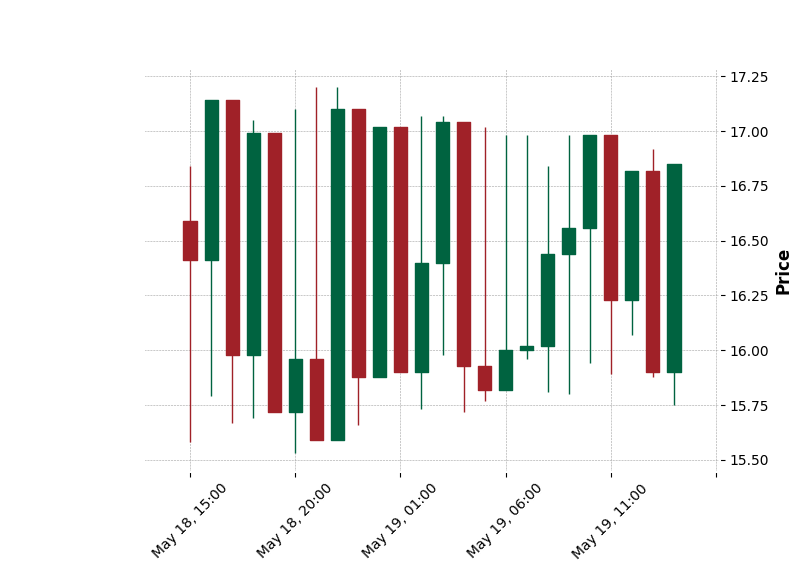 17.25
17.00
16.75
16.50
16.25
16.00
15.75
15.50
Price
May 18, 15:00
May 18, 20:00
May 19, 01:00
May 19, 06:00
May 19, 11:00